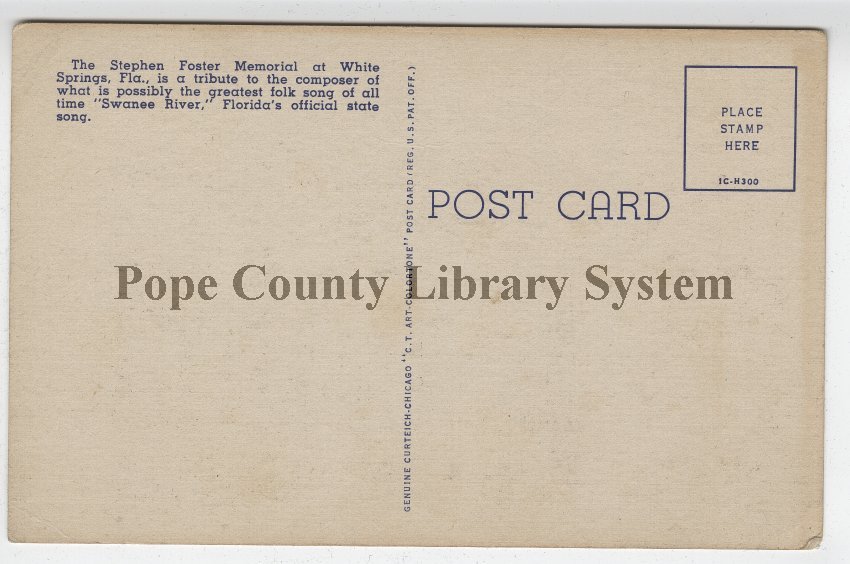 The Stephen Foster Memorial at White
Springs, Fla., is a tribute to the composer of
what is possibly the greatest folk song of all
time "Swanee River," Florida's official state
song.
GENUINE CURTEICH-CHICAGO "C.T. ART-COLORTONE" POST CARD (REG. U.S. PAT. OFF.)
POST CARD
PLACE
STAMP
HERE
1C-H300
Pope County Library System